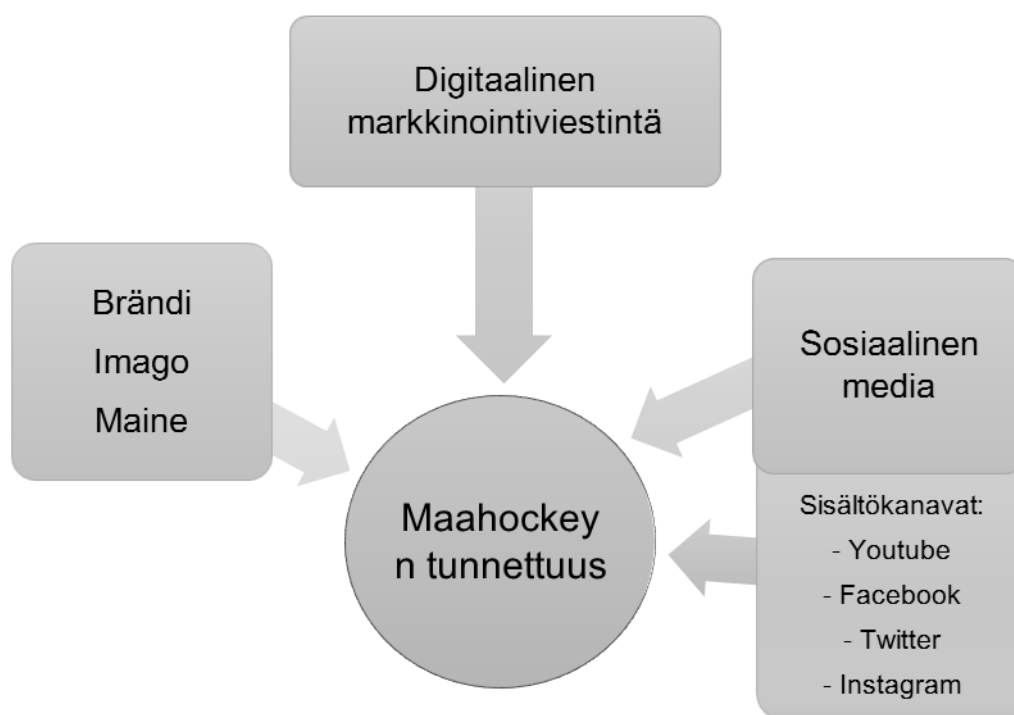 Digitaalinen
markkinointiviestintä
Brändi
Imago
Maine
Sosiaalinen
media
Maahockey
n tunnettuus
Sisältökanavat:
- Youtube
- Facebook
- Twitter
- Instagram